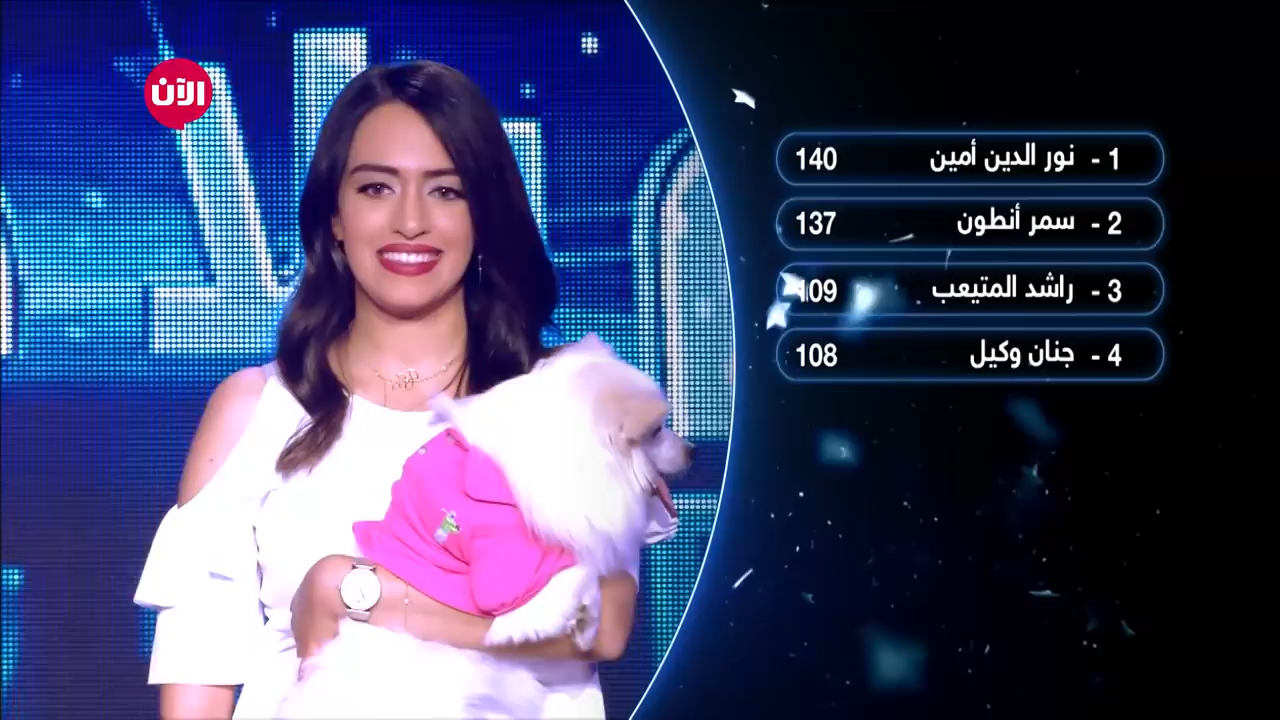 الآن
1 - نور الدين أمين 140
2 - سمر أنطون 137
3 - راشد المتيعب 109
4 - جنان وكيل 108